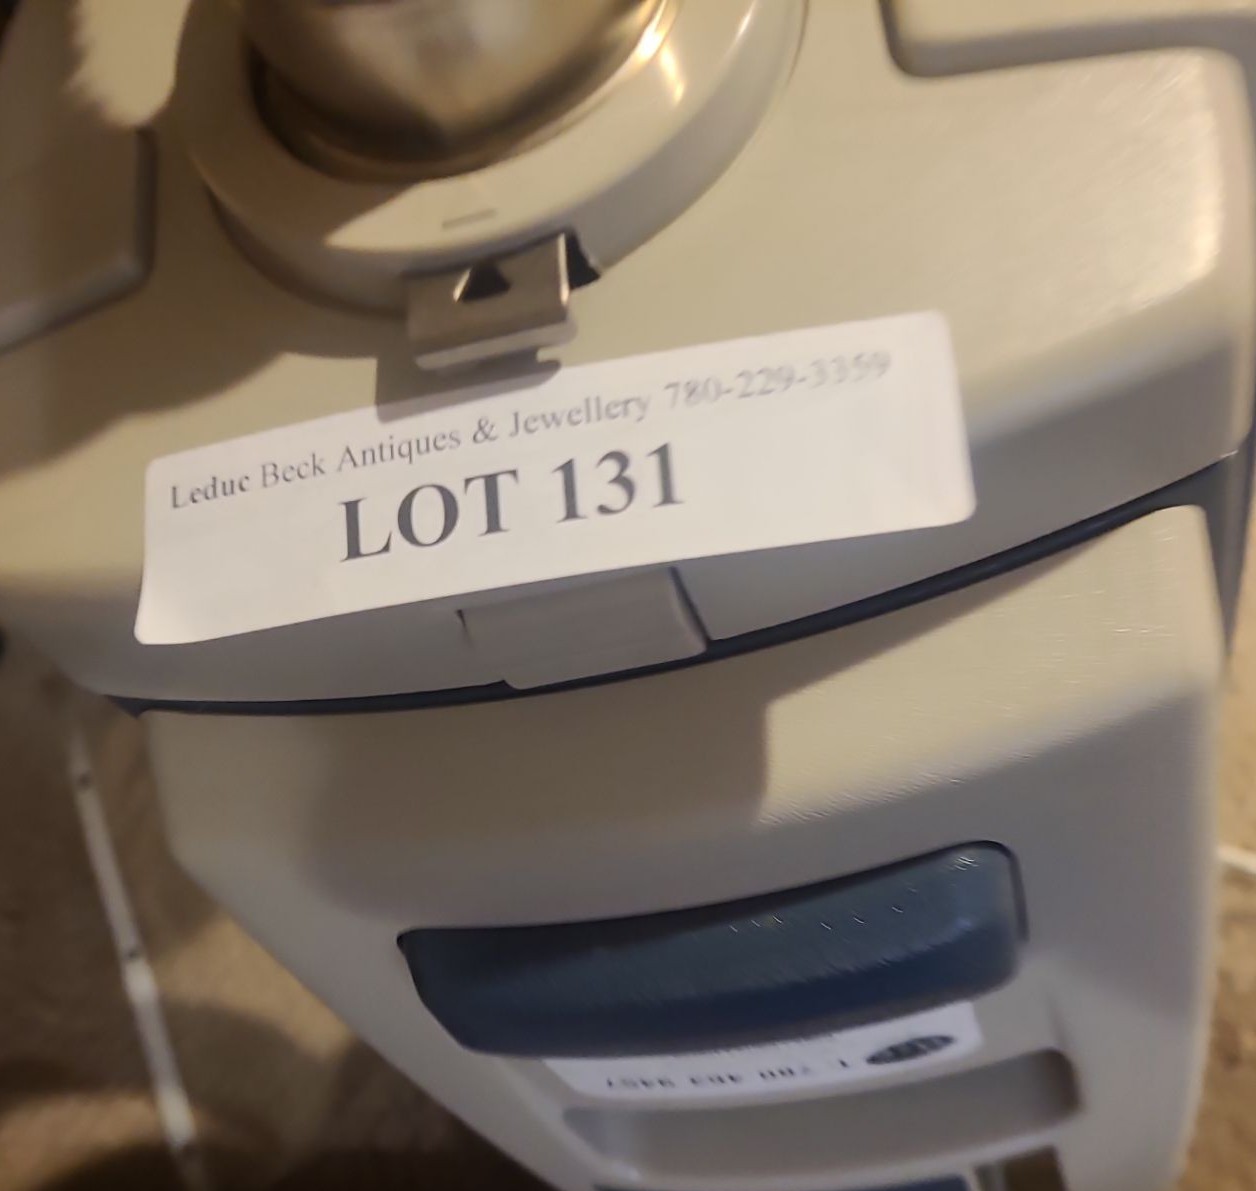 Leduc Beck Antiques & Jewellery 780-229-3359
LOT 131